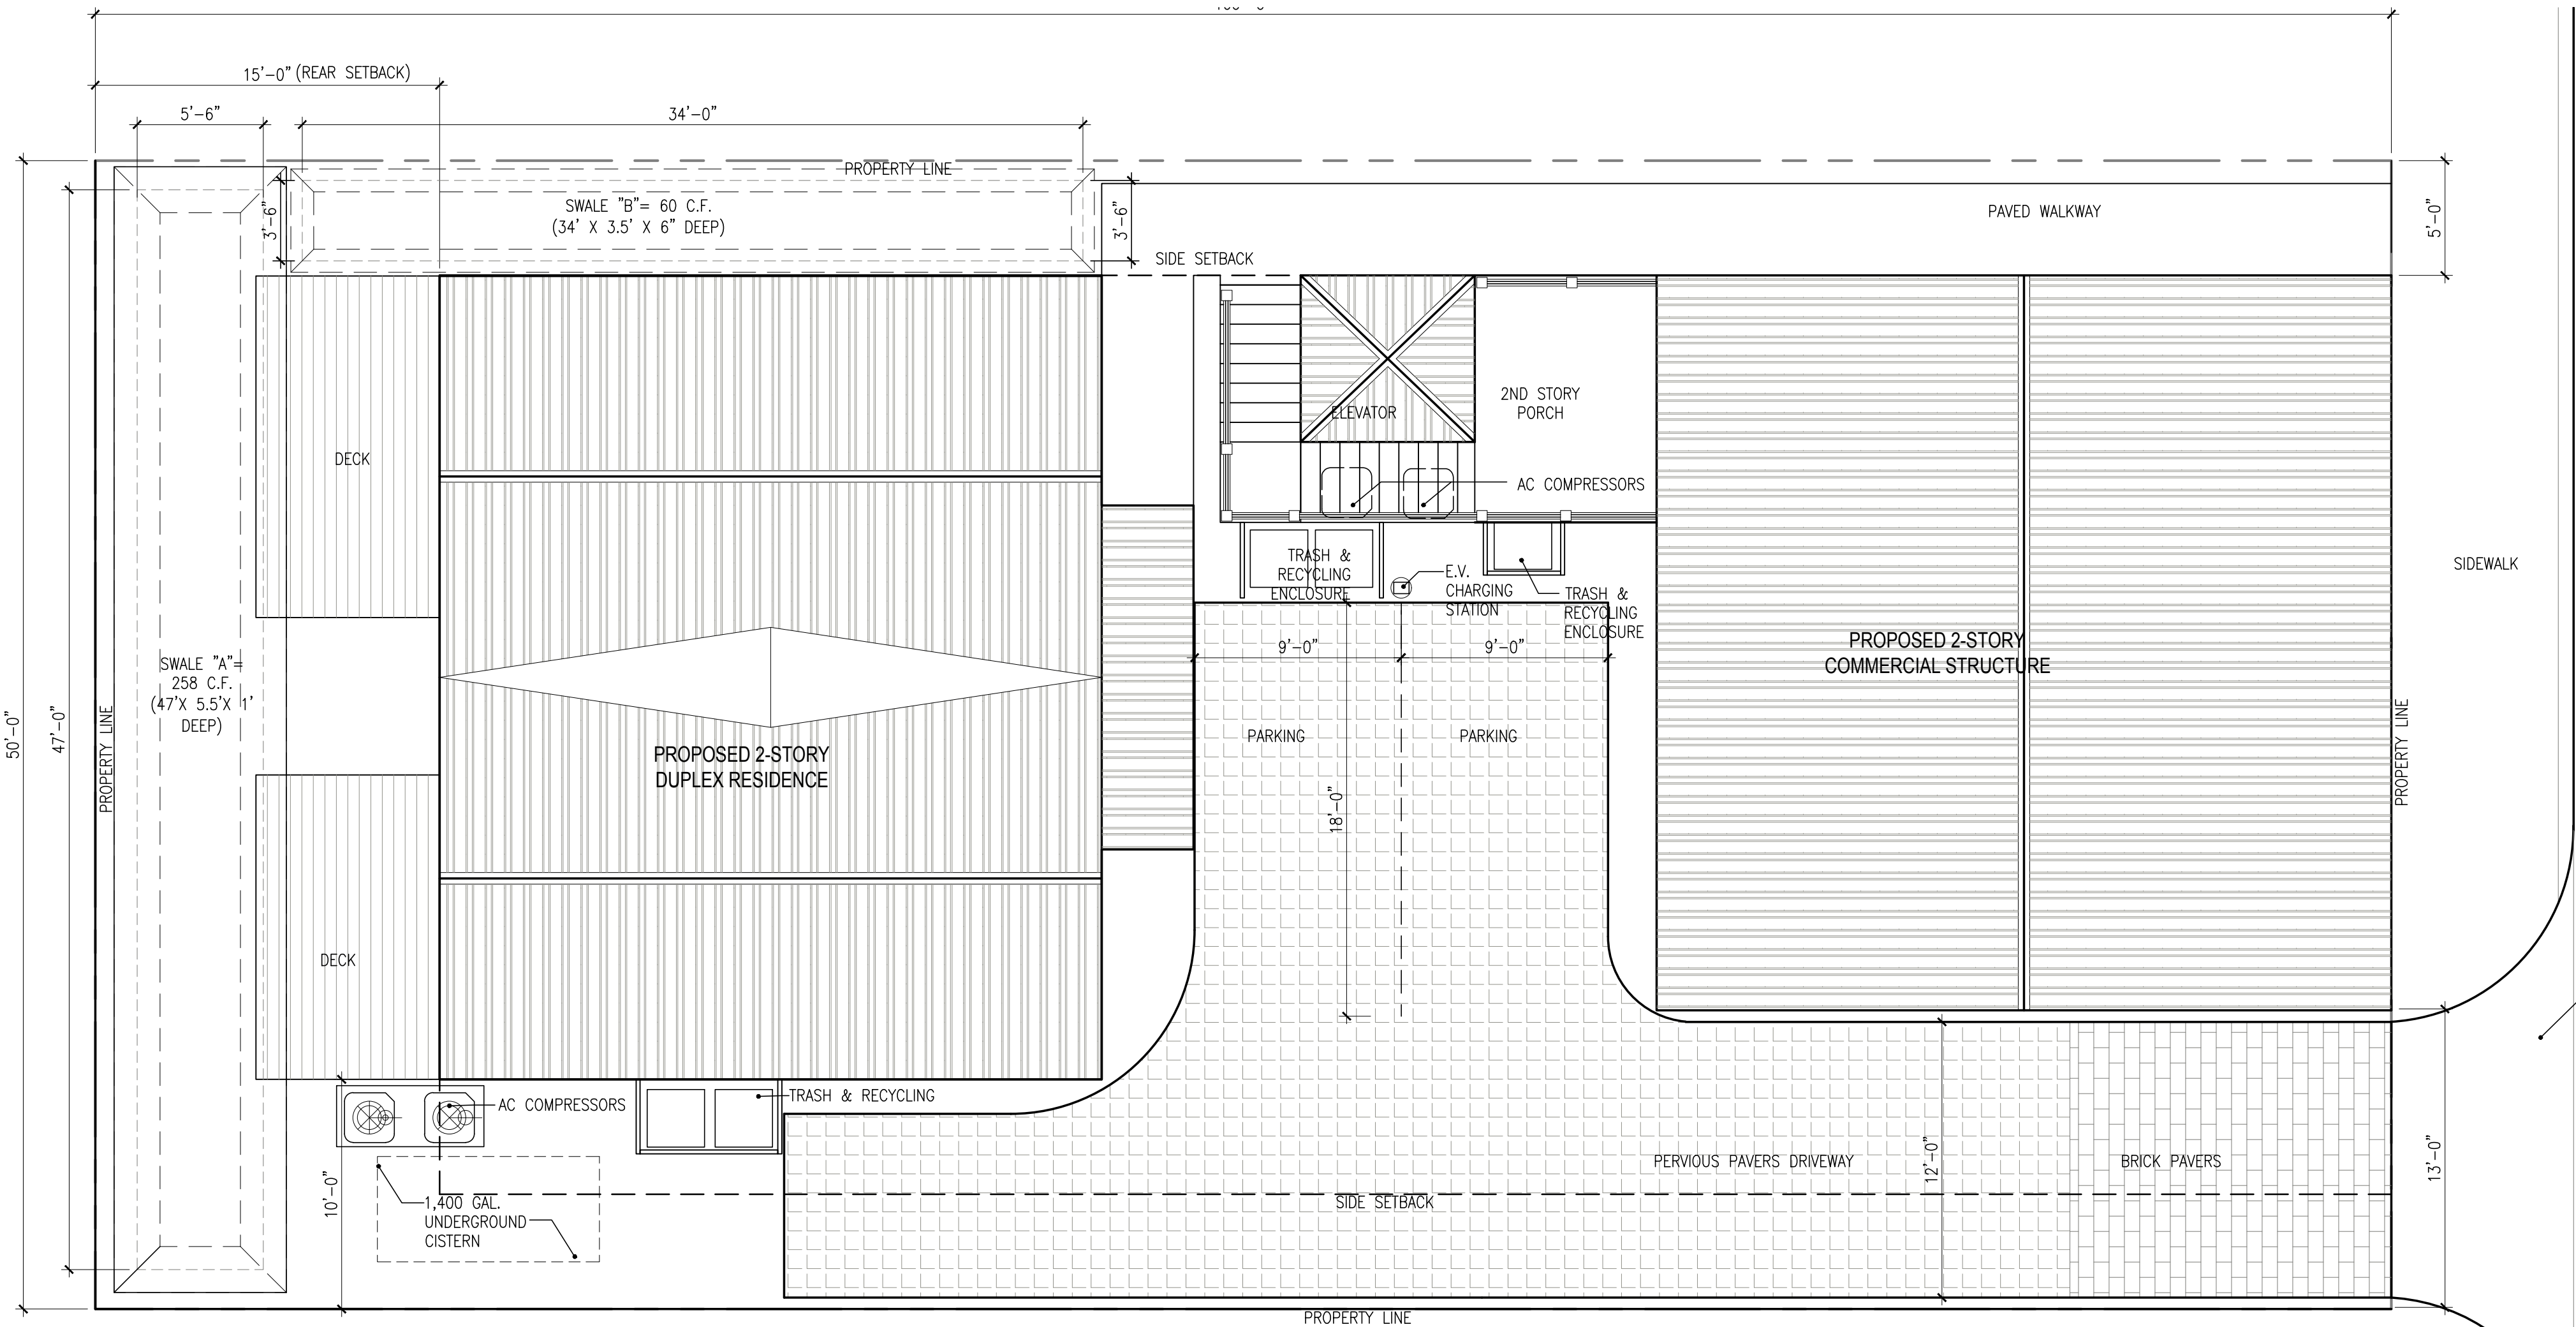 15'-0" (REAR SETBACK)
5'-6"
34'-0"
PROPERTY LINE
3'-6"
SWALE "B"= 60 C.F.
(34' X 3.5' X 6" DEEP)
3'-6"
PAVED WALKWAY
5'-0"
SIDE SETBACK
2ND STORY
PORCH
ELEVATOR
DECK
AC COMPRESSORS
TRASH &
RECYCLING
ENCLOSURE
E.V.
CHARGING
STATION
TRASH &
RECYCLING
ENCLOSURE
SIDEWALK
9'-0"
9'-0"
PROPOSED 2-STORY
COMMERCIAL STRUCTURE
SWALE "A"=
258 C.F.
(47'X 5.5'X 1'
DEEP)
50'-0"
47'-0"
PROPERTY LINE
PROPOSED 2-STORY
DUPLEX RESIDENCE
PARKING
PARKING
18'-0"
PROPERTY LINE
DECK
AC COMPRESSORS
TRASH & RECYCLING
10'-0"
1,400 GAL.
UNDERGROUND
CISTERN
SIDE SETBACK
PERVIOUS PAVERS DRIVEWAY
12'-0"
BRICK PAVERS
13'-0"
PROPERTY LINE